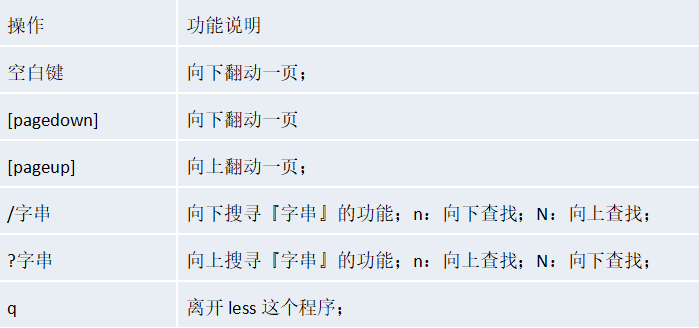 操作 功能说明
空白键 向下翻动一页；
[pagedown] 向下翻动一页
[pageup] 向上翻动一页；
/字串 向下搜寻『字串』的功能；n：向下查找；N：向上查找；
?字串 向上搜寻『字串』的功能；n：向上查找；N：向下查找；
q 离开 less 这个程序；